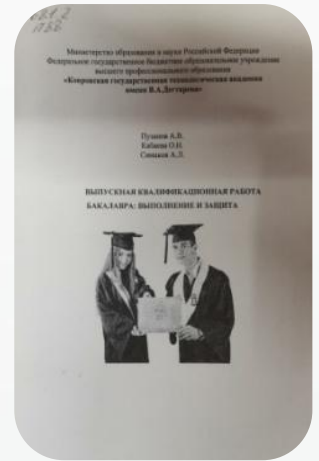 Министерство образования и науки Российской Федерации
Федеральное государственное бюджетное образовательное учреждение
высшего профессионального образования
«Ковровская государственная технологическая академия
имени В.А.Дегтярева»
Пузанов А.В.
Кабаева О.Н.
Симаков А.Л.
ВЫПУСКНАЯ КВАЛИФИКАЦИОННАЯ РАБОТА
БАКАЛАВРА: ВЫПОЛНЕНИЕ И ЗАЩИТА